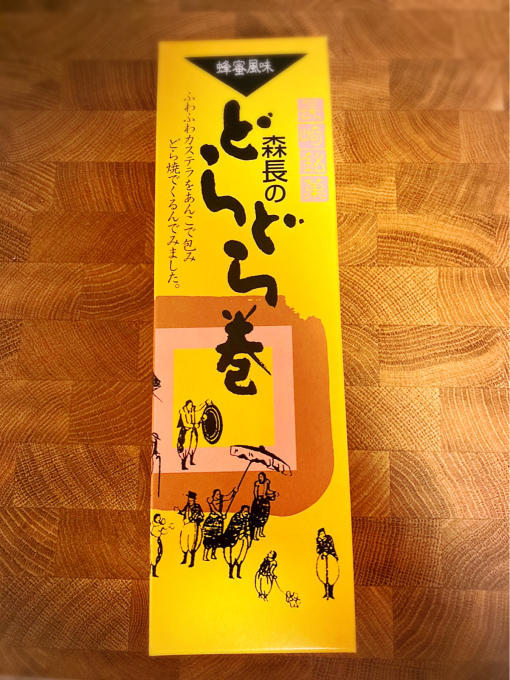 蜂蜜風味
長崎銘菓
森長の
どらどら巻
ふわふわカステラをあんこで包み
どら焼でくるんでみました。